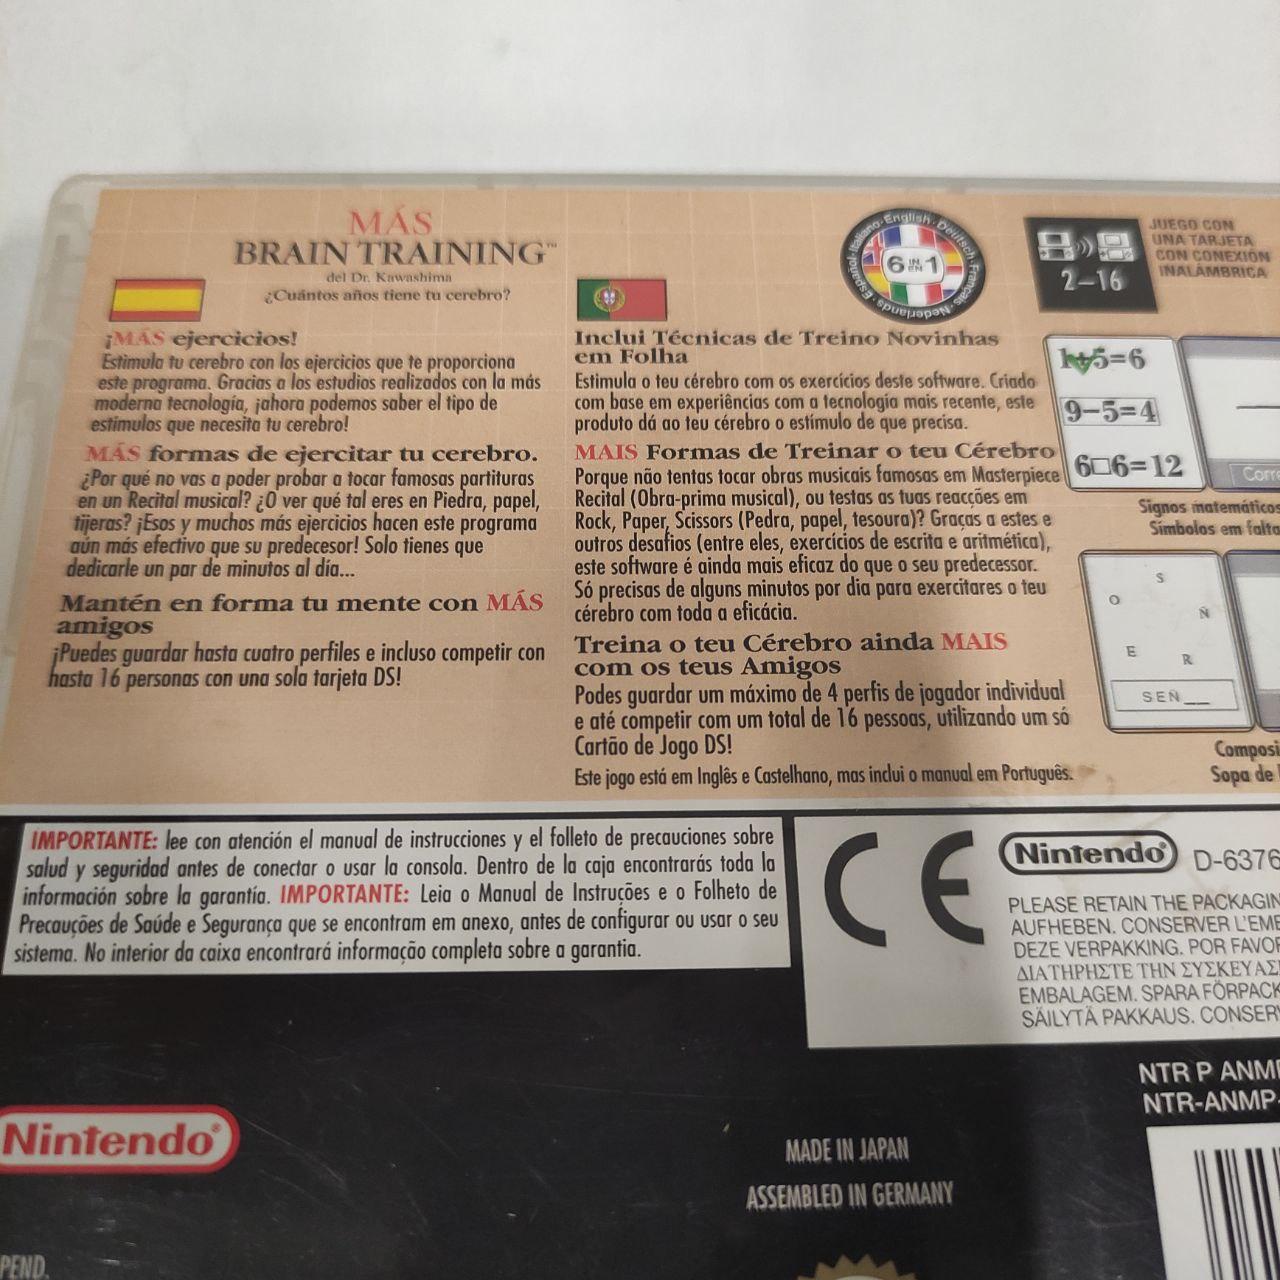 MÁS
BRAIN TRAINING™
del Dr. Kawashima
¿Cuántos años tiene tu cerebro?
¡MÁS ejercicios!
Estimula tu cerebro con los ejercicios que te proporciona
este programa. Gracias a los estudios realizados con la más
moderna tecnología, ¡ahora podemos saber el tipo de
estímulos que necesita tu cerebro!
MÁS formas de ejercitar tu cerebro.
¿Por qué no vas a poder probar a tocar famosas partituras
en un Recital musical? ¿O ver qué tal eres en Piedra, papel,
tijeras? ¡Esos y muchos más ejercicios hacen este programa
aún más efectivo que su predecesor! Solo tienes que
dedicarle un par de minutos al día...
Mantén en forma tu mente con MÁS
amigos
¡Puedes guardar hasta cuatro perfiles e incluso competir con
hasta 16 personas con una sola tarjeta DS!
Inclui Técnicas de Treino Novinhas
em Folha
Estimula o teu cérebro com os exercícios deste software. Criado
com base em experiências com a tecnologia mais recente, este
produto dá ao teu cérebro o estímulo de que precisa.
MAIS Formas de Treinar o teu Cérebro
Porque não tentas tocar obras musicais famosas em Masterpiece
Recital (Obra-prima musical), ou testas as tuas reacções em
Rock, Paper, Scissors (Pedra, papel, tesoura)? Graças a estes e
outros desafios (entre eles, exercícios de escrita e aritmética),
este software é ainda mais eficaz do que o seu predecessor.
Só precisas de alguns minutos por dia para exercitares o teu
cérebro com toda a eficácia.
Treina o teu Cérebro ainda MAIS
com os teus Amigos
Podes guardar um máximo de 4 perfis de jogador individual
e até competir com um total de 16 pessoas, utilizando um só
Cartão de Jogo DS!
Este jogo está em Inglês e Castelhano, mas inclui o manual em Português.
English · Deutsch · Français · Nederlands · Español · Italiano
6 IN EN 1
2–16
JUEGO CON
UNA TARJETA
CON CONEXIÓN
INALÁMBRICA
1+5=6
9−5=4
6□6=12
Corre
Signos matemáticos
Símbolos em falta
S
O
Ñ
E
R
SEÑ__
Composi
Sopa de
IMPORTANTE: lee con atención el manual de instrucciones y el folleto de precauciones sobre
salud y seguridad antes de conectar o usar la consola. Dentro de la caja encontrarás toda la
información sobre la garantía. IMPORTANTE: Leia o Manual de Instruções e o Folheto de
Precauções de Saúde e Segurança que se encontram em anexo, antes de configurar ou usar o seu
sistema. No interior da caixa encontrará informação completa sobre a garantia.
CE
Nintendo®
D-6376
PLEASE RETAIN THE PACKAGIN
AUFHEBEN. CONSERVER L'EM
DEZE VERPAKKING. POR FAVOR
ΔΙΑΤΗΡΗΣΤΕ ΤΗΝ ΣΥΣΚΕΥΑΣ
EMBALAGEM. SPARA FÖRPACK
SÄILYTÄ PAKKAUS. CONSERV
NTR P ANMP
NTR-ANMP-
Nintendo®
MADE IN JAPAN
ASSEMBLED IN GERMANY
PEND.